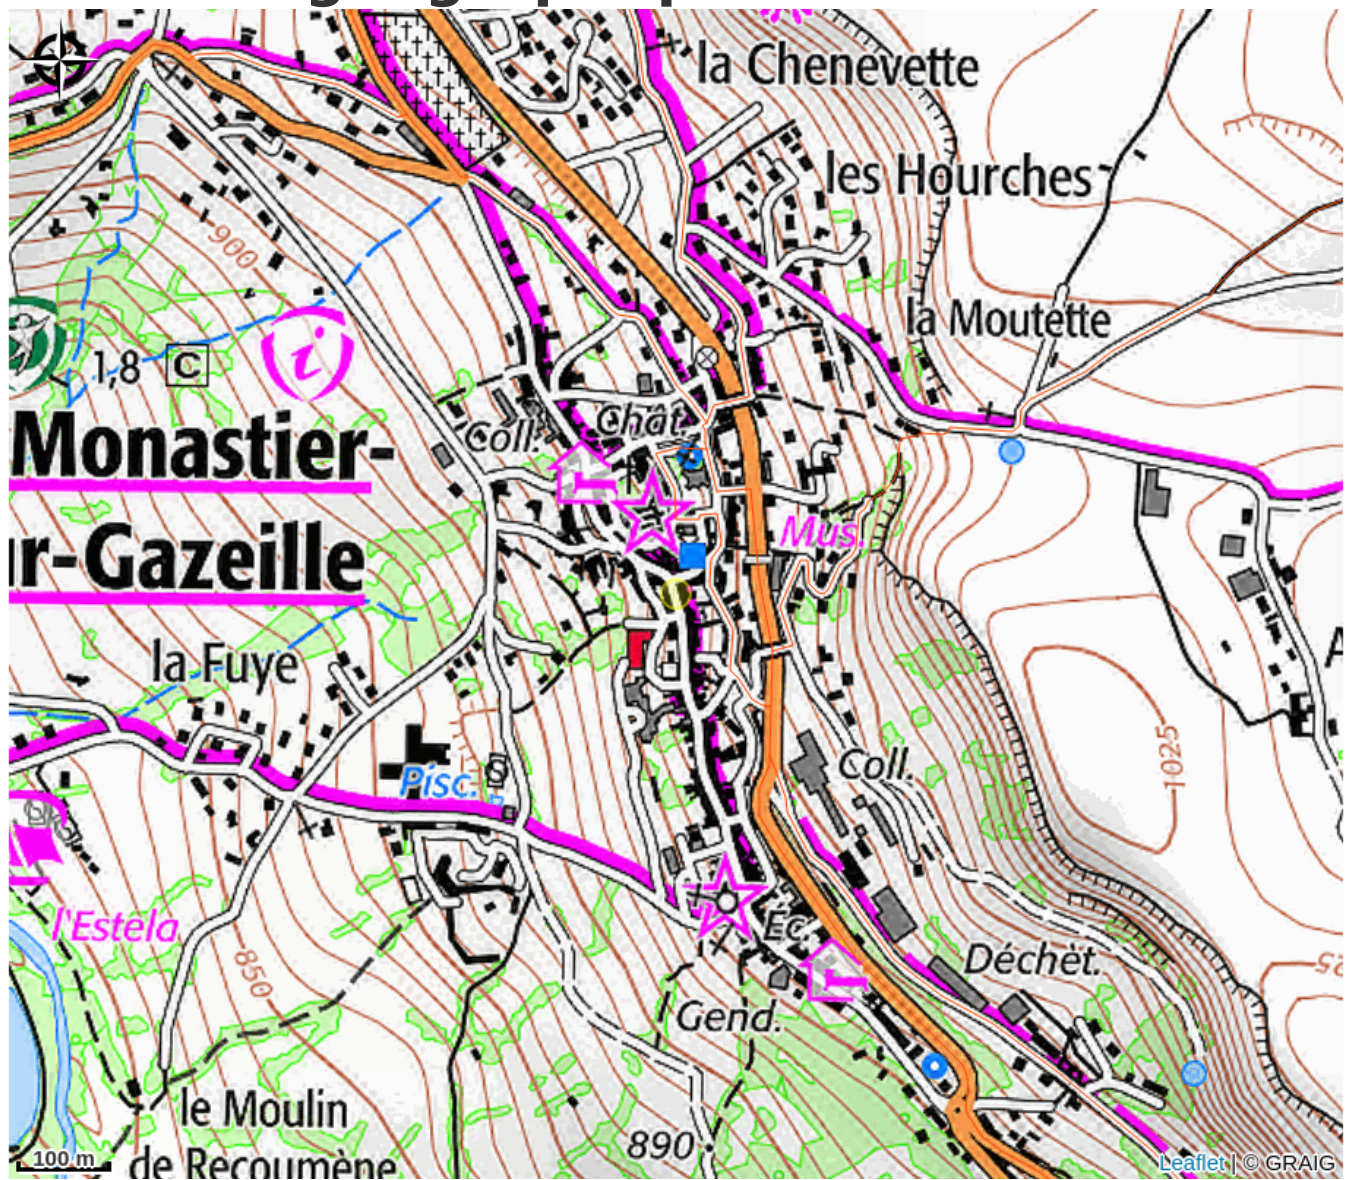 la Chenevette
les Hourches
900
la Moutette
1,8 C
i
Chât.
Monastier-
Coll.
Mus.
r-Gazeille
la Fuye
1025
Coll.
Pisc.
l'Estela
Éc.
850
Déchèt.
Gend.
le Moulin
890
de Recoumène
100 m
Leaflet | © GRAIG